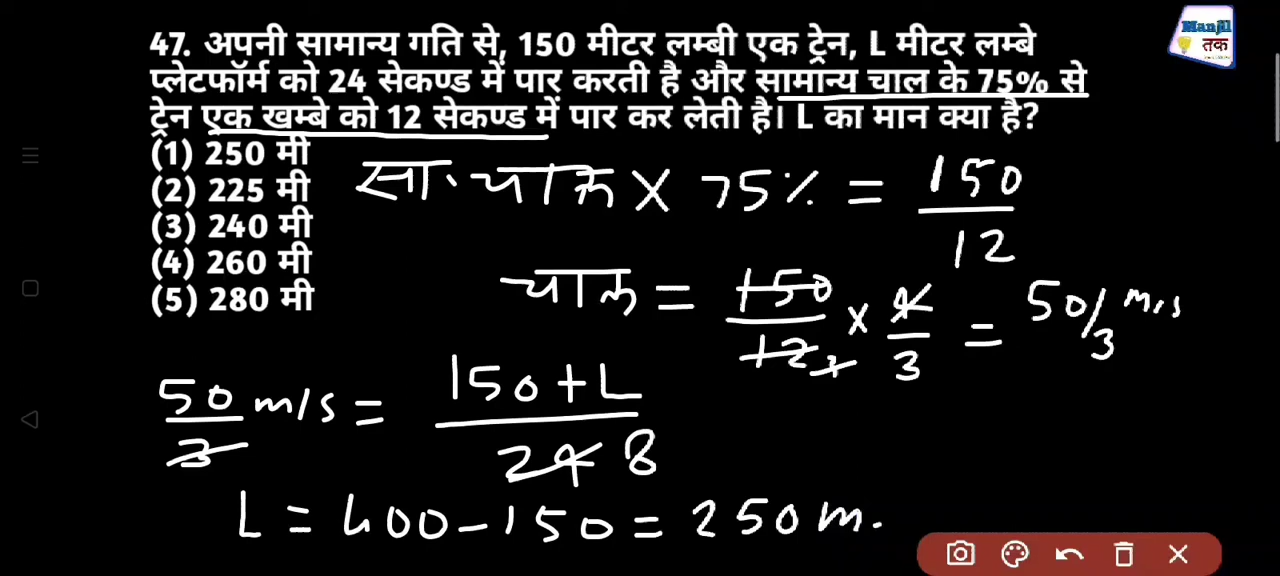 Manjil
तक
47. अपनी सामान्य गति से, 150 मीटर लम्बी एक ट्रेन, L मीटर लम्बे
प्लेटफॉर्म को 24 सेकण्ड में पार करती है और सामान्य चाल के 75% से
ट्रेन एक खम्बे को 12 सेकण्ड में पार कर लेती है। L का मान क्या है?
(1) 250 मी
(2) 225 मी
(3) 240 मी
(4) 260 मी
(5) 280 मी
सा. चाल × 75% = 150/12
चाल = 150/12 × 4/3 = 50/3 m/s
50/3 m/s = 150+L/24 8
L = 400-150 = 250m.